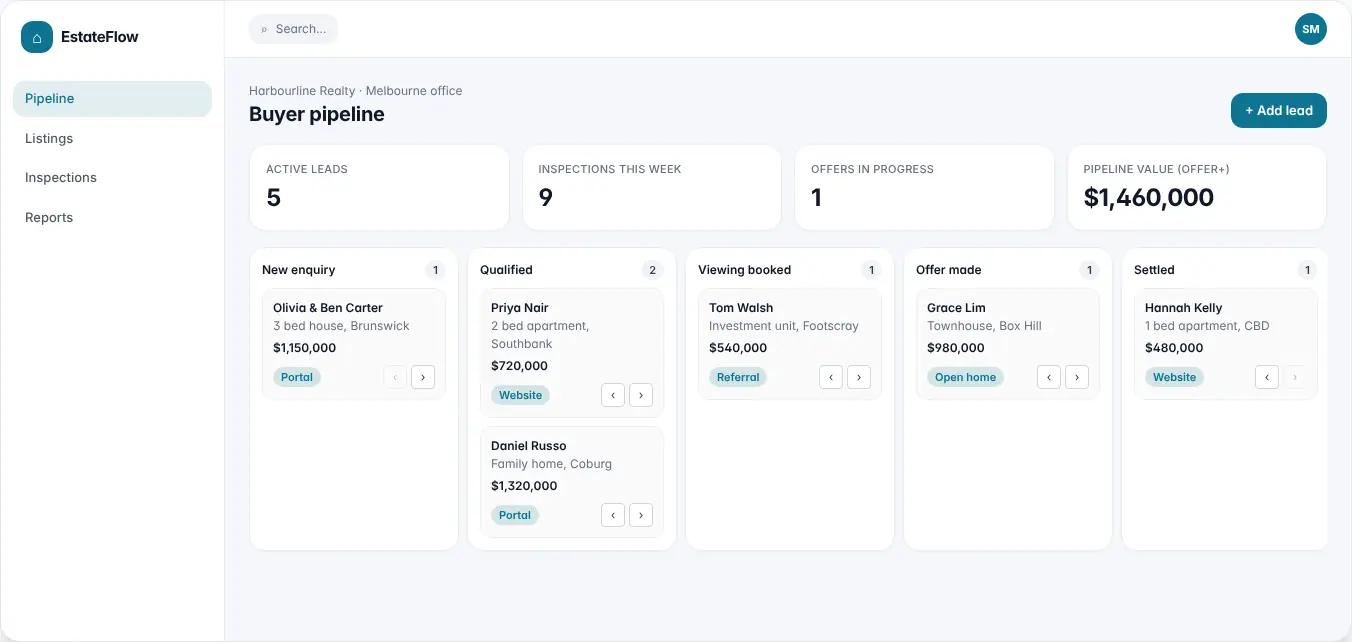 EstateFlow
Search...
SM
Pipeline
Listings
Inspections
Reports
Harbourline Realty · Melbourne office
Buyer pipeline
+ Add lead
ACTIVE LEADS
5
INSPECTIONS THIS WEEK
9
OFFERS IN PROGRESS
1
PIPELINE VALUE (OFFER+)
$1,460,000
New enquiry 1
Olivia & Ben Carter
3 bed house, Brunswick
$1,150,000
Portal ‹ ›
Qualified 2
Priya Nair
2 bed apartment,
Southbank
$720,000
Website ‹ ›
Daniel Russo
Family home, Coburg
$1,320,000
Portal ‹ ›
Viewing booked 1
Tom Walsh
Investment unit, Footscray
$540,000
Referral ‹ ›
Offer made 1
Grace Lim
Townhouse, Box Hill
$980,000
Open home ‹ ›
Settled 1
Hannah Kelly
1 bed apartment, CBD
$480,000
Website ‹ ›